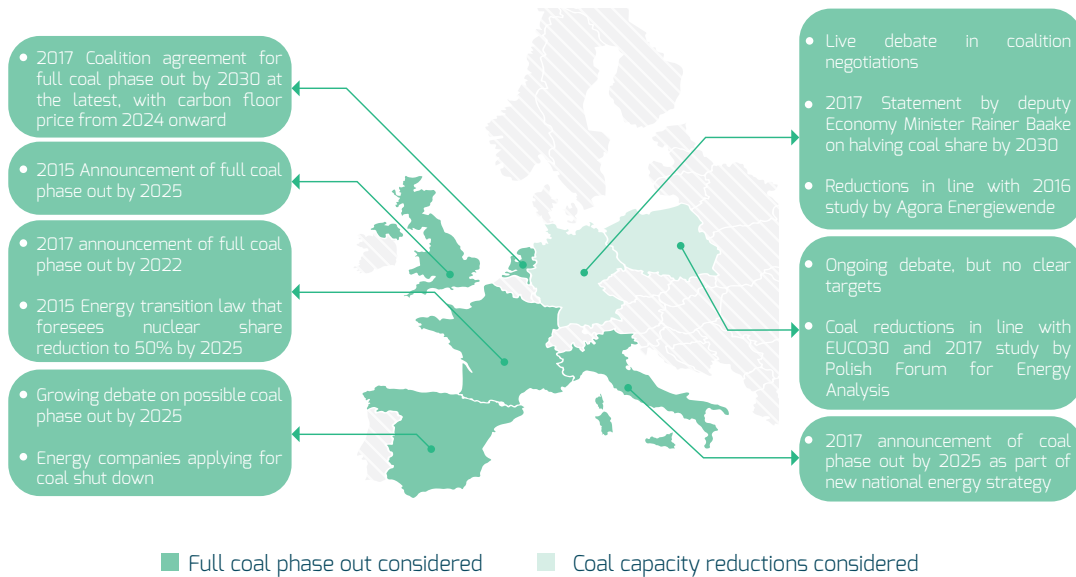 2017 Coalition agreement for
full coal phase out by 2030 at
the latest, with carbon floor
price from 2024 onward
2015 Announcement of full coal
phase out by 2025
2017 announcement of full coal
phase out by 2022
2015 Energy transition law that
foresees nuclear share
reduction to 50% by 2025
Growing debate on possible coal
phase out by 2025
Energy companies applying for
coal shut down
Live debate in coalition
negotiations
2017 Statement by deputy
Economy Minister Rainer Baake
on halving coal share by 2030
Reductions in line with 2016
study by Agora Energiewende
Ongoing debate, but no clear
targets
Coal reductions in line with
EUCO30 and 2017 study by
Polish Forum for Energy
Analysis
2017 announcement of coal
phase out by 2025 as part of
new national energy strategy
Full coal phase out considered
Coal capacity reductions considered